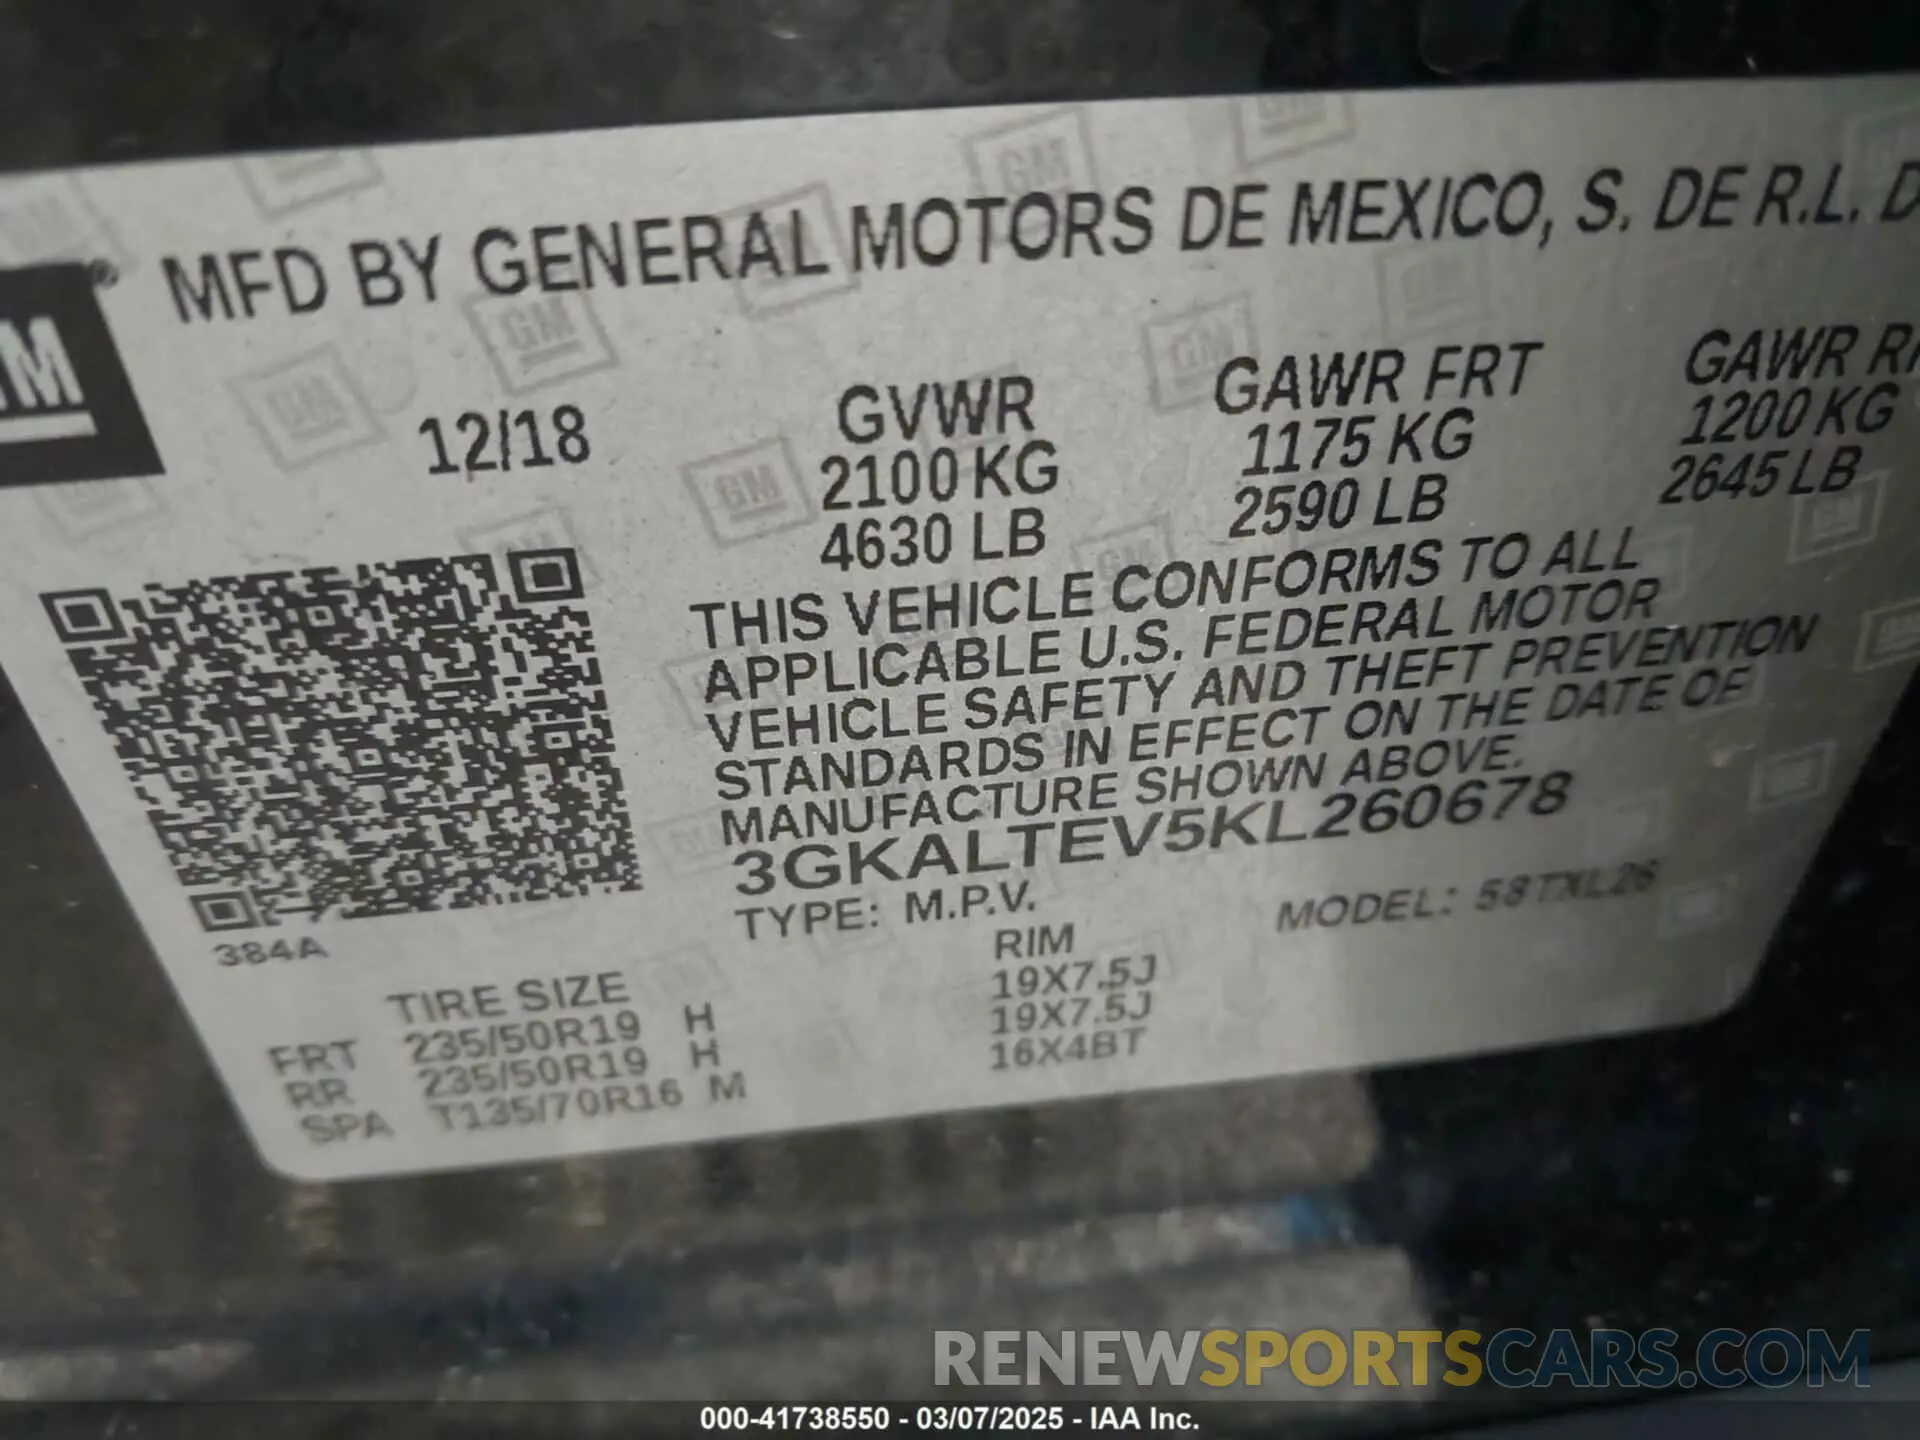 MFD BY GENERAL MOTORS DE MEXICO, S. DE R.L. D
GM
12/18
GVWR
2100 KG
4630 LB
GAWR FRT
1175 KG
2590 LB
GAWR
1200 KG
2645 LB
THIS VEHICLE CONFORMS TO ALL
APPLICABLE U.S. FEDERAL MOTOR
VEHICLE SAFETY AND THEFT PREVENTION
STANDARDS IN EFFECT ON THE DATE OF
MANUFACTURE SHOWN ABOVE.
3GKALTEV5KL260678
TYPE: M.P.V.
MODEL: 58TXL26
384A
TIRE SIZE RIM
FRT 235/50R19 H 19X7.5J
RR 235/50R19 H 19X7.5J
SPA T135/70R16 M 16X4BT
RENEWSPORTSCARS.COM
000-41738550 - 03/07/2025 - IAA Inc.